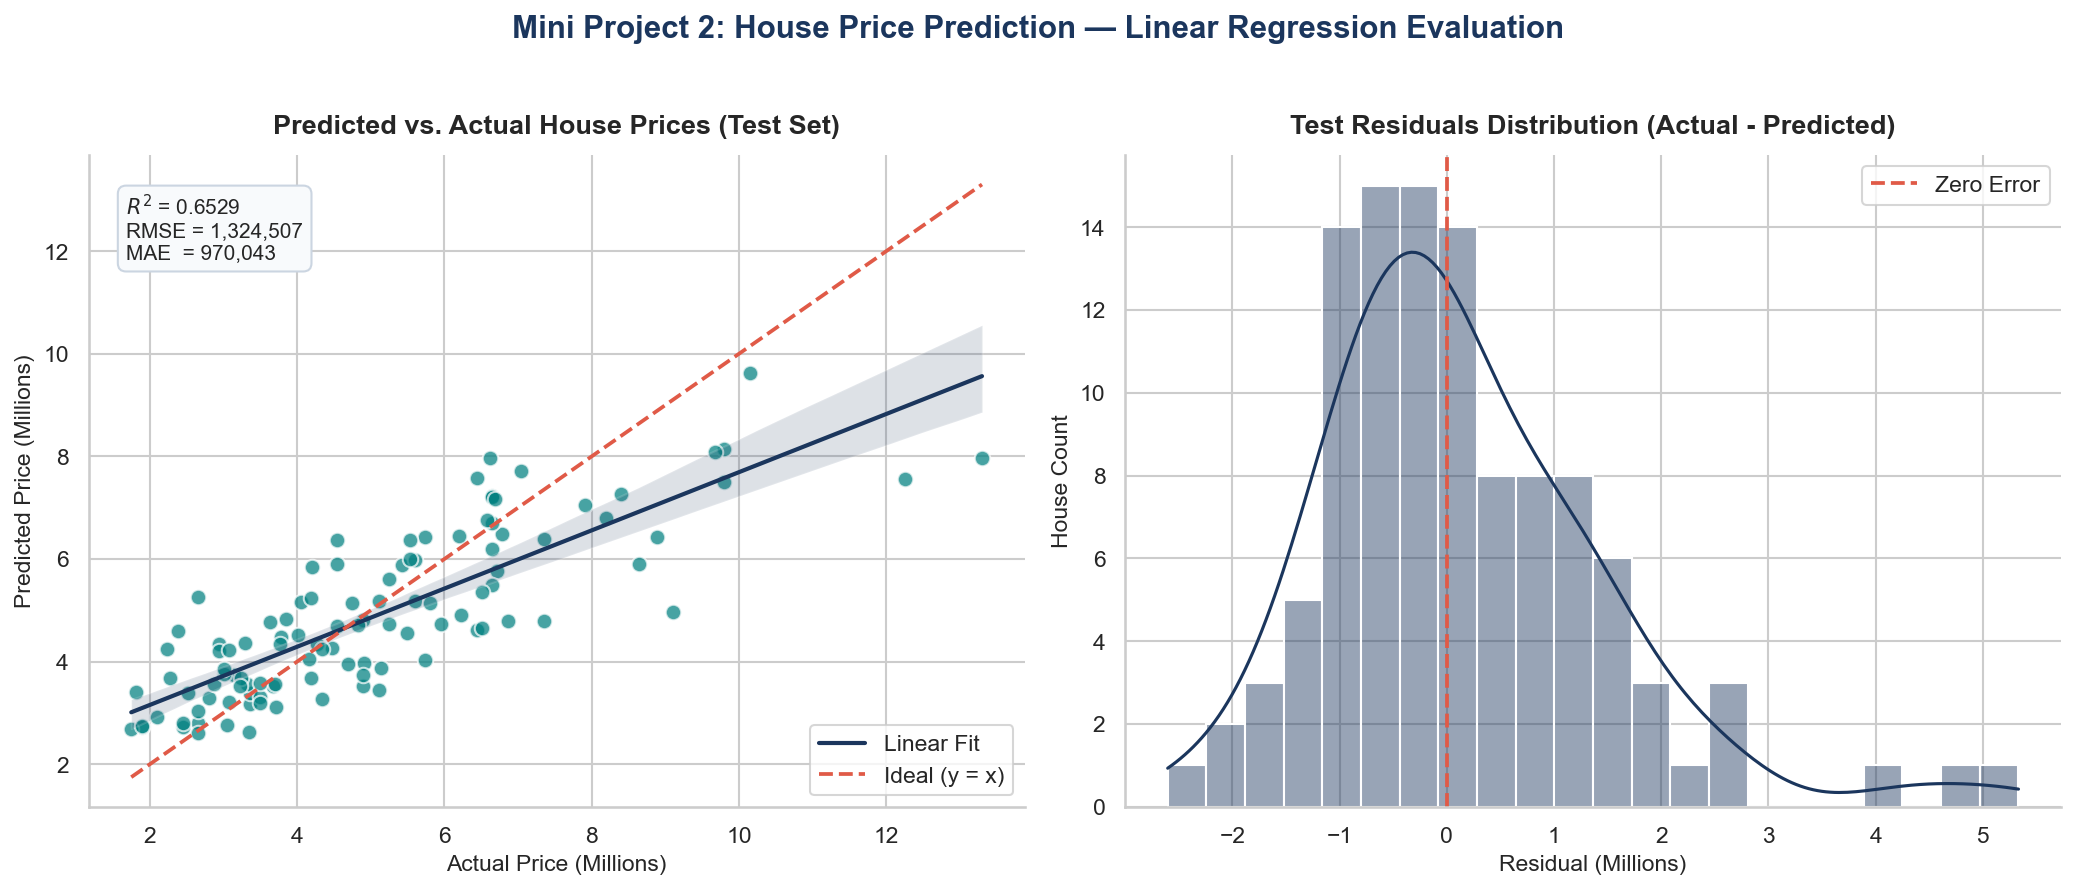 Mini Project 2: House Price Prediction — Linear Regression Evaluation
Predicted vs. Actual House Prices (Test Set)
R² = 0.6529
RMSE = 1,324,507
MAE = 970,043
Predicted Price (Millions)
12
10
8
6
4
2
Linear Fit
Ideal (y = x)
2 4 6 8 10 12
Actual Price (Millions)
Test Residuals Distribution (Actual - Predicted)
Zero Error
House Count
14
12
10
8
6
4
2
0
−2 −1 0 1 2 3 4 5
Residual (Millions)